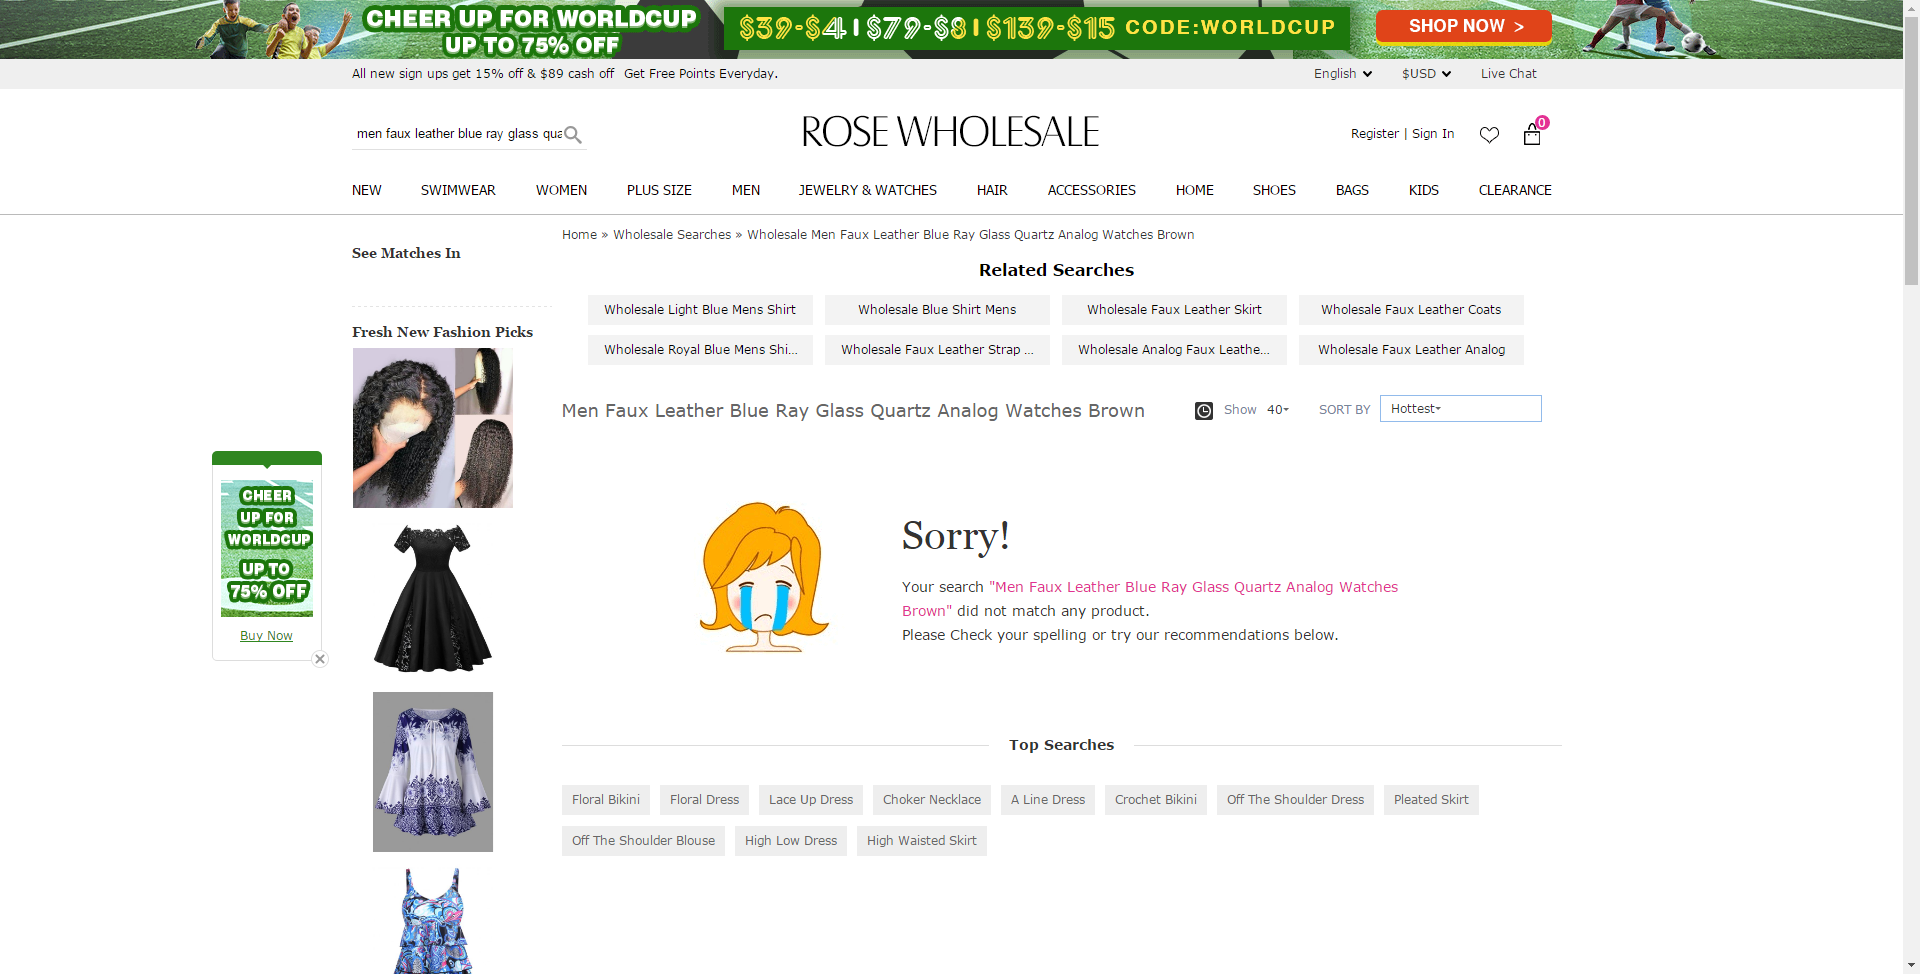 CHEER UP FOR WORLDCUP
UP TO 75% OFF
$39-$4 | $79-$8 | $139-$15 CODE:WORLDCUP
SHOP NOW >
All new sign ups get 15% off & $89 cash off Get Free Points Everyday.
English $USD Live Chat
men faux leather blue ray glass qua
ROSE WHOLESALE
Register | Sign In
0
NEW SWIMWEAR WOMEN PLUS SIZE MEN JEWELRY & WATCHES HAIR ACCESSORIES HOME SHOES BAGS KIDS CLEARANCE
Home » Wholesale Searches » Wholesale Men Faux Leather Blue Ray Glass Quartz Analog Watches Brown
See Matches In
Related Searches
Wholesale Light Blue Mens Shirt Wholesale Blue Shirt Mens Wholesale Faux Leather Skirt Wholesale Faux Leather Coats
Fresh New Fashion Picks
Wholesale Royal Blue Mens Shi... Wholesale Faux Leather Strap ... Wholesale Analog Faux Leathe... Wholesale Faux Leather Analog
Men Faux Leather Blue Ray Glass Quartz Analog Watches Brown
Show 40 SORT BY Hottest
CHEER
UP FOR
WORLDCUP
UP TO
75% OFF
Buy Now
Sorry!
Your search "Men Faux Leather Blue Ray Glass Quartz Analog Watches
Brown" did not match any product.
Please Check your spelling or try our recommendations below.
Top Searches
Floral Bikini Floral Dress Lace Up Dress Choker Necklace A Line Dress Crochet Bikini Off The Shoulder Dress Pleated Skirt
Off The Shoulder Blouse High Low Dress High Waisted Skirt